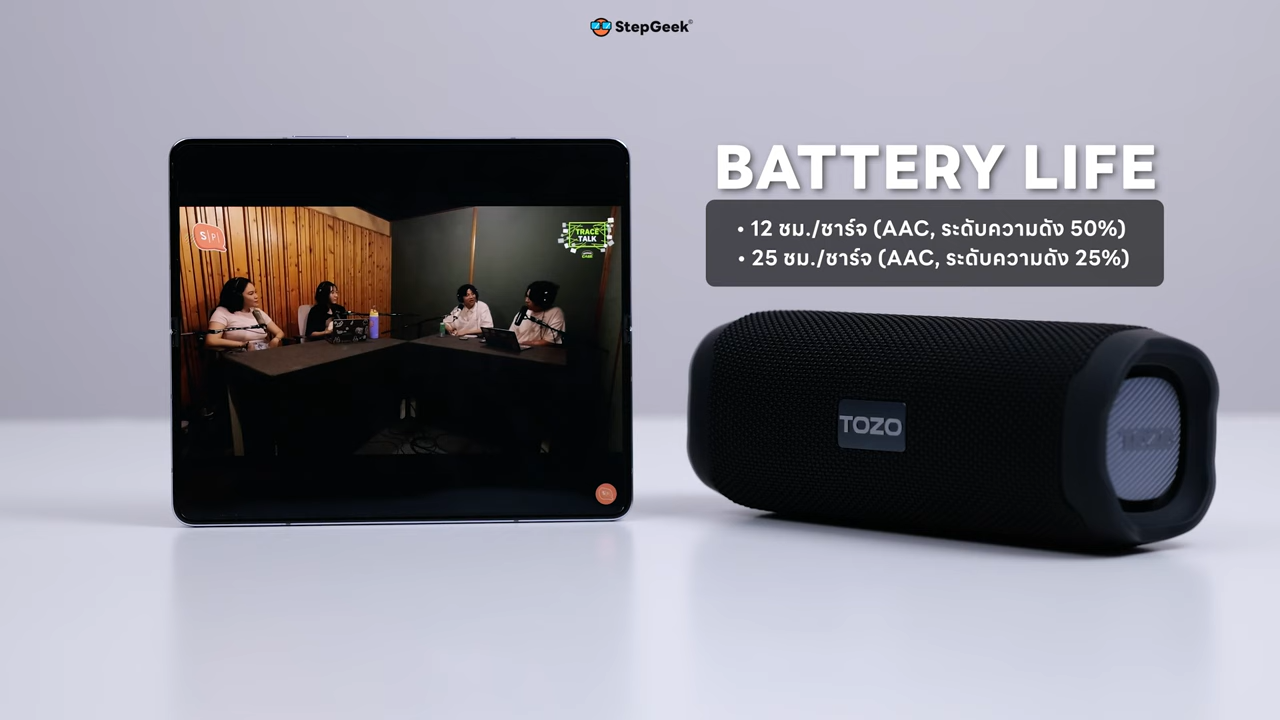 StepGeek©
BATTERY LIFE
• 12 ชม./ชาร์จ (AAC, ระดับความดัง 50%)
• 25 ชม./ชาร์จ (AAC, ระดับความดัง 25%)
S|P|
TRACE
TALK
TOZO
TOZO